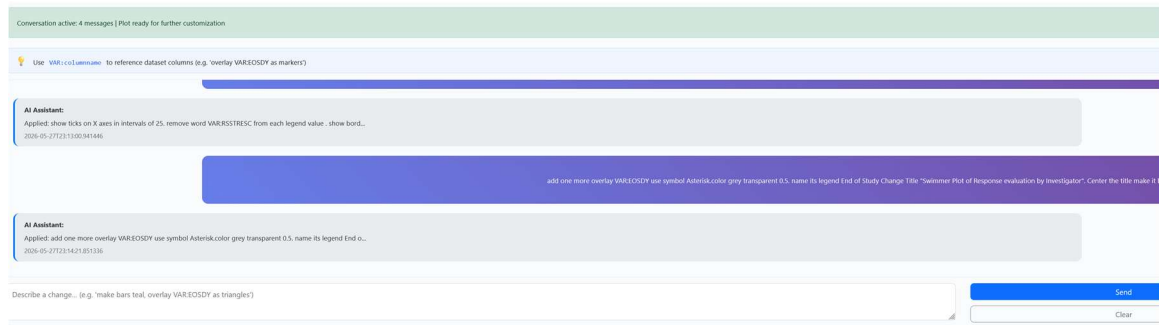 Conversation active: 4 messages | Plot ready for further customization
💡 Use VAR:columnname to reference dataset columns (e.g. 'overlay VAR:EOSDY as markers')
AI Assistant:
Applied: show ticks on X axes in intervals of 25. remove word VAR:RSSTRESC from each legend value . show bord...
2026-05-27T23:13:00.941446
add one more overlay VAR:EOSDY use symbol Asterisk.color grey transparent 0.5. name its legend End of Study Change Title "Swimmer Plot of Response evaluation by Investigator". Center the title make it
AI Assistant:
Applied: add one more overlay VAR:EOSDY use symbol Asterisk.color grey transparent 0.5. name its legend End o...
2026-05-27T23:14:21.851336
Describe a change... (e.g. 'make bars teal, overlay VAR:EOSDY as triangles')
Send
Clear